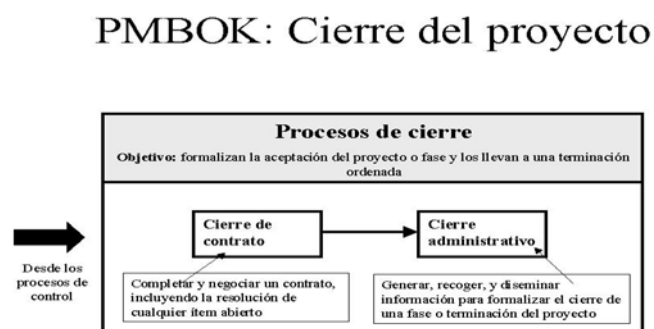 PMBOK: Cierre del proyecto
Procesos de cierre
Objetivo: formalizan la aceptación del proyecto o fase y los llevan a una terminación
ordenada
Cierre de
contrato
Cierre
administrativo
Desde los
procesos de
control
Completar y negociar un contrato,
incluyendo la resolución de
cualquier ítem abierto
Generar, recoger, y diseminar
información para formalizar el cierre de
una fase o terminación del proyecto